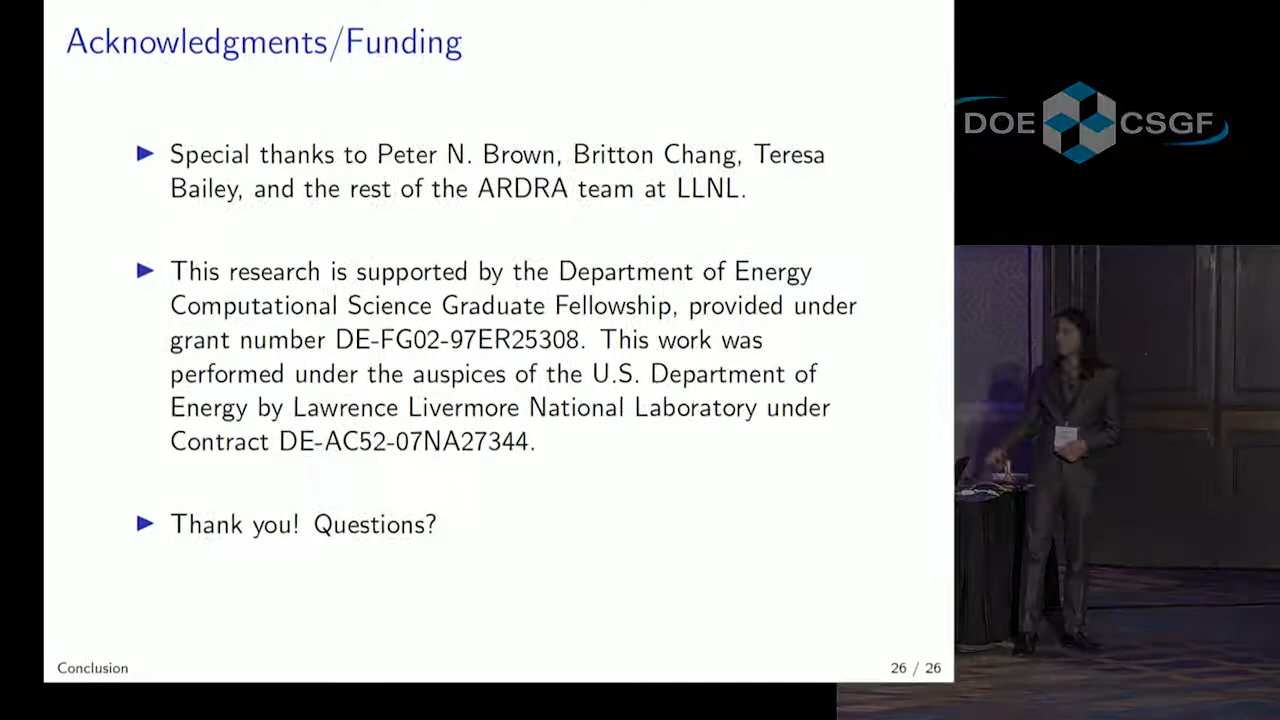 Acknowledgments/Funding
DOE CSGF
▶ Special thanks to Peter N. Brown, Britton Chang, Teresa
Bailey, and the rest of the ARDRA team at LLNL.
▶ This research is supported by the Department of Energy
Computational Science Graduate Fellowship, provided under
grant number DE-FG02-97ER25308. This work was
performed under the auspices of the U.S. Department of
Energy by Lawrence Livermore National Laboratory under
Contract DE-AC52-07NA27344.
▶ Thank you! Questions?
Conclusion
26 / 26